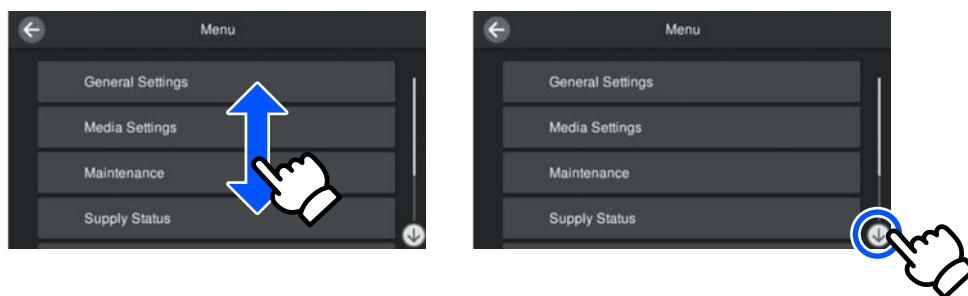 Menu
General Settings
Media Settings
Maintenance
Supply Status
Menu
General Settings
Media Settings
Maintenance
Supply Status